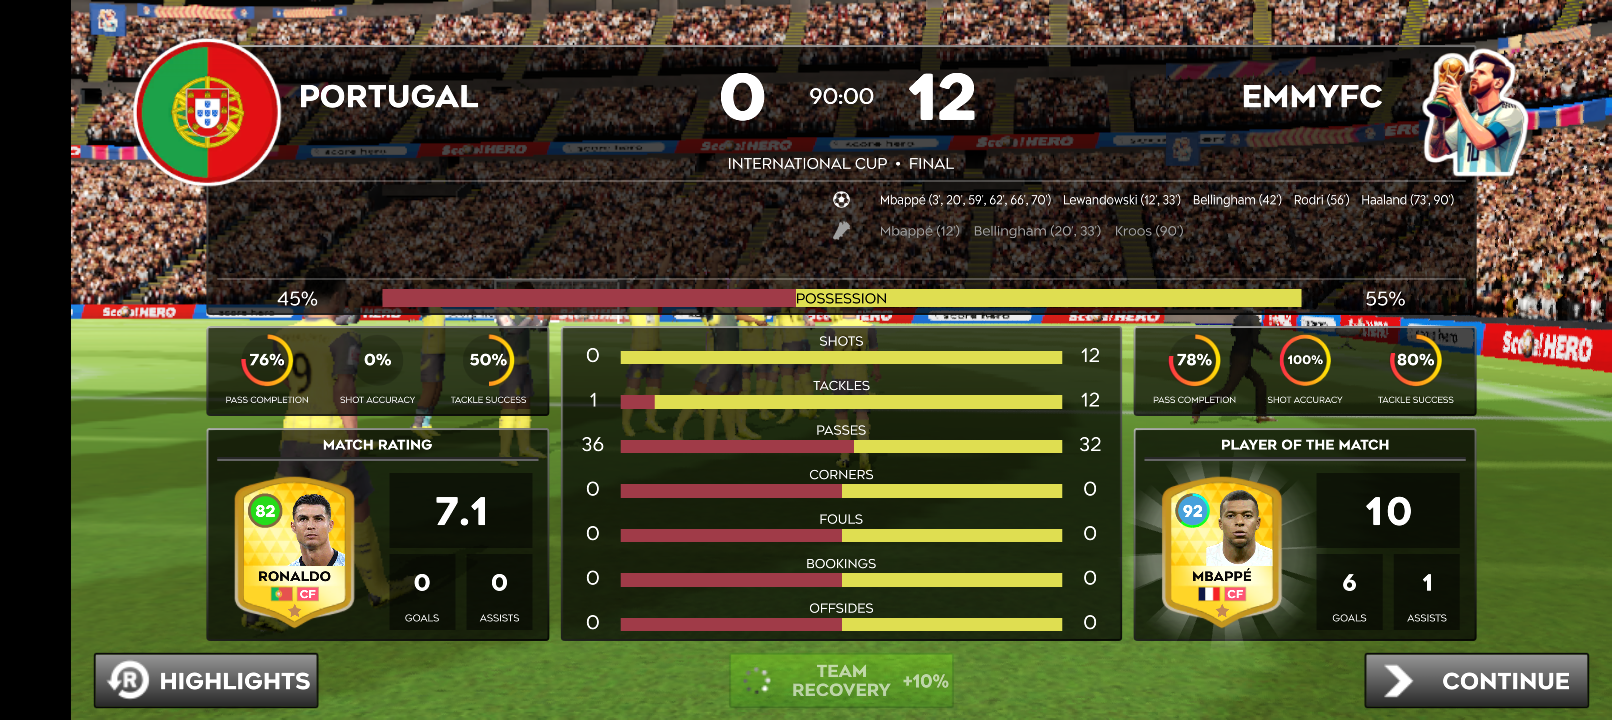 PORTUGAL 0 90:00 12 EMMYFC
INTERNATIONAL CUP • FINAL
Mbappé (3', 20', 59', 62', 66', 70') Lewandowski (12', 33') Bellingham (42') Rodri (56') Haaland (73', 90')
Mbappé (12') Bellingham (20', 33') Kroos (90')
45% POSSESSION 55%
76% 0% 50%
PASS COMPLETION SHOT ACCURACY TACKLE SUCCESS
MATCH RATING
82
7.1
RONALDO
CF
0 0
GOALS ASSISTS
SHOTS
0 12
TACKLES
1 12
PASSES
36 32
CORNERS
0 0
FOULS
0 0
BOOKINGS
0 0
OFFSIDES
0 0
78% 100% 80%
PASS COMPLETION SHOT ACCURACY TACKLE SUCCESS
PLAYER OF THE MATCH
92
10
MBAPPÉ
CF
6 1
GOALS ASSISTS
Score! HERO
R HIGHLIGHTS
TEAM
RECOVERY +10%
CONTINUE